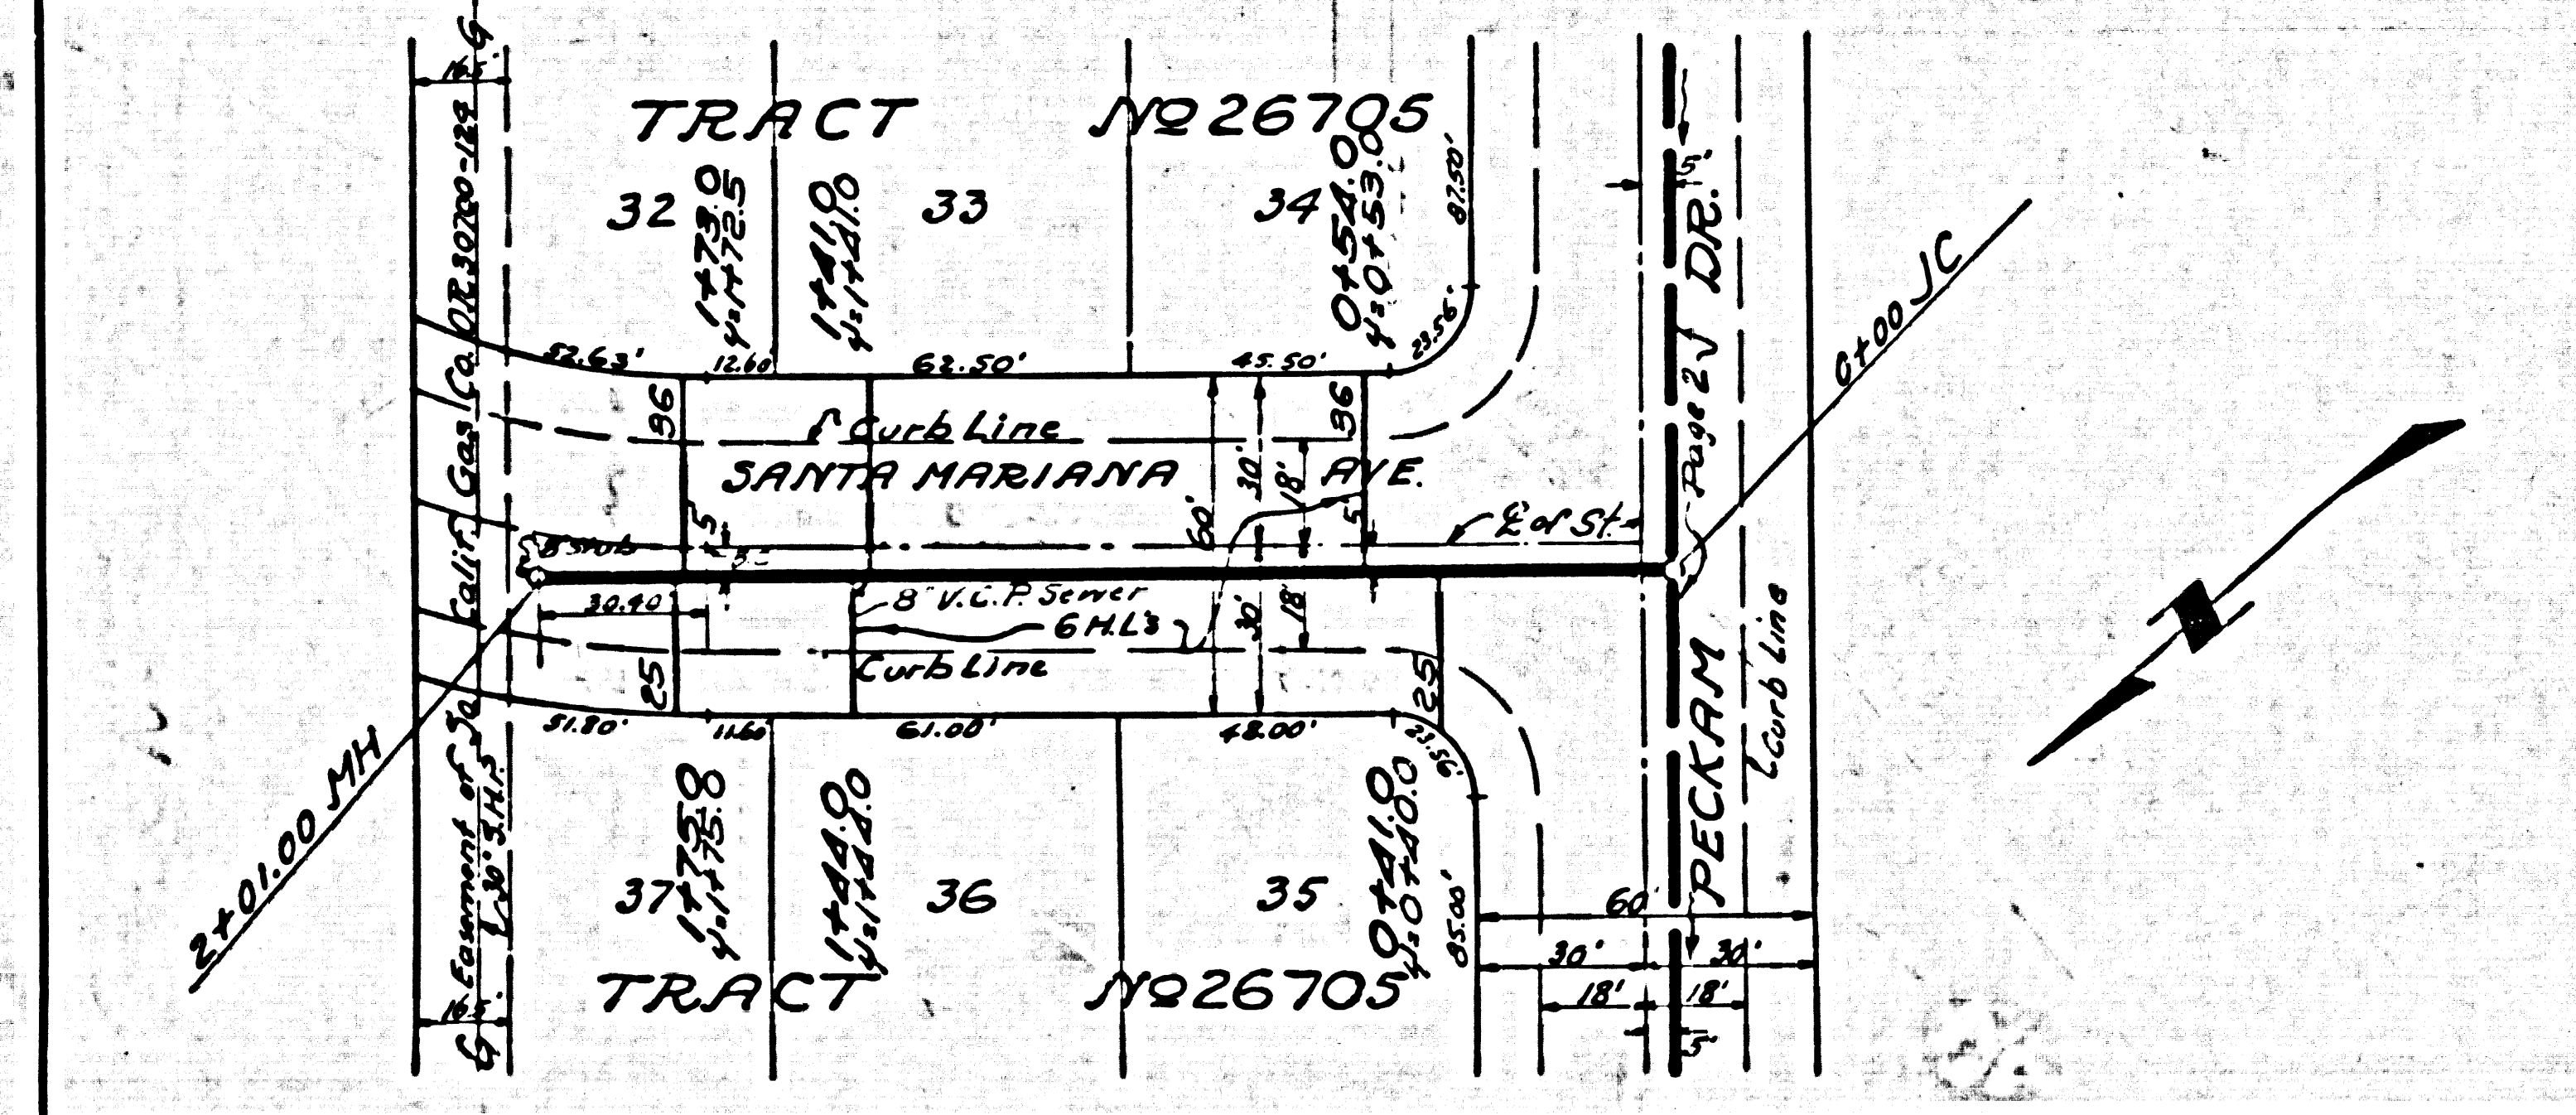 TRACT Nº 26705
32
33
34
1+73.0
Y=1+72.5
1+41.0
Y=1+41.0
0+54.0
Y=0+53.0
87.50'
23.56'
52.63'
12.60'
62.50'
45.50'
36
36
Curb Line
SANTA MARIANA AVE.
60'
30'
18'
5'
5
₵ of St.
PECKAM DR.
Page 2
5'
0+00 JC
8" Stub
30.40
8" V.C.P. Sewer
6 H.L's
30'
18'
Curb Line
25
25
Curb Line
51.80'
11.60'
61.00'
48.00'
23.56'
2+01.00 MH
37
36
35
1+75.8
Y=1+75.8
1+44.0
Y=1+44.0
0+41.0
Y=0+40.0
85.00'
TRACT Nº 26705
60'
30'
30'
18'
18'
5'
16.5'
G Easement of So. Calif. Gas Co. OR30700-124 G
16.5'